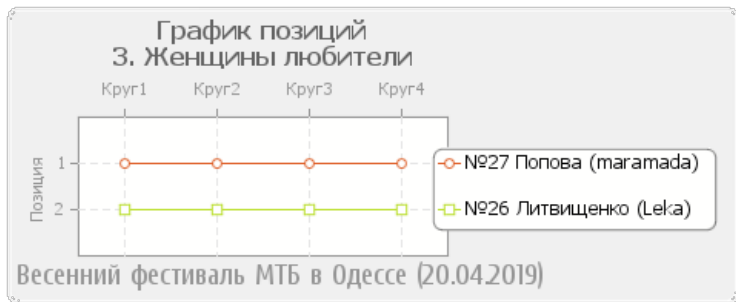 График позиций
3. Женщины любители
Круг1 Круг2 Круг3 Круг4
Позиция
1
2
№27 Попова (maramada)
№26 Литвищенко (Leka)
Весенний фестиваль МТБ в Одессе (20.04.2019)